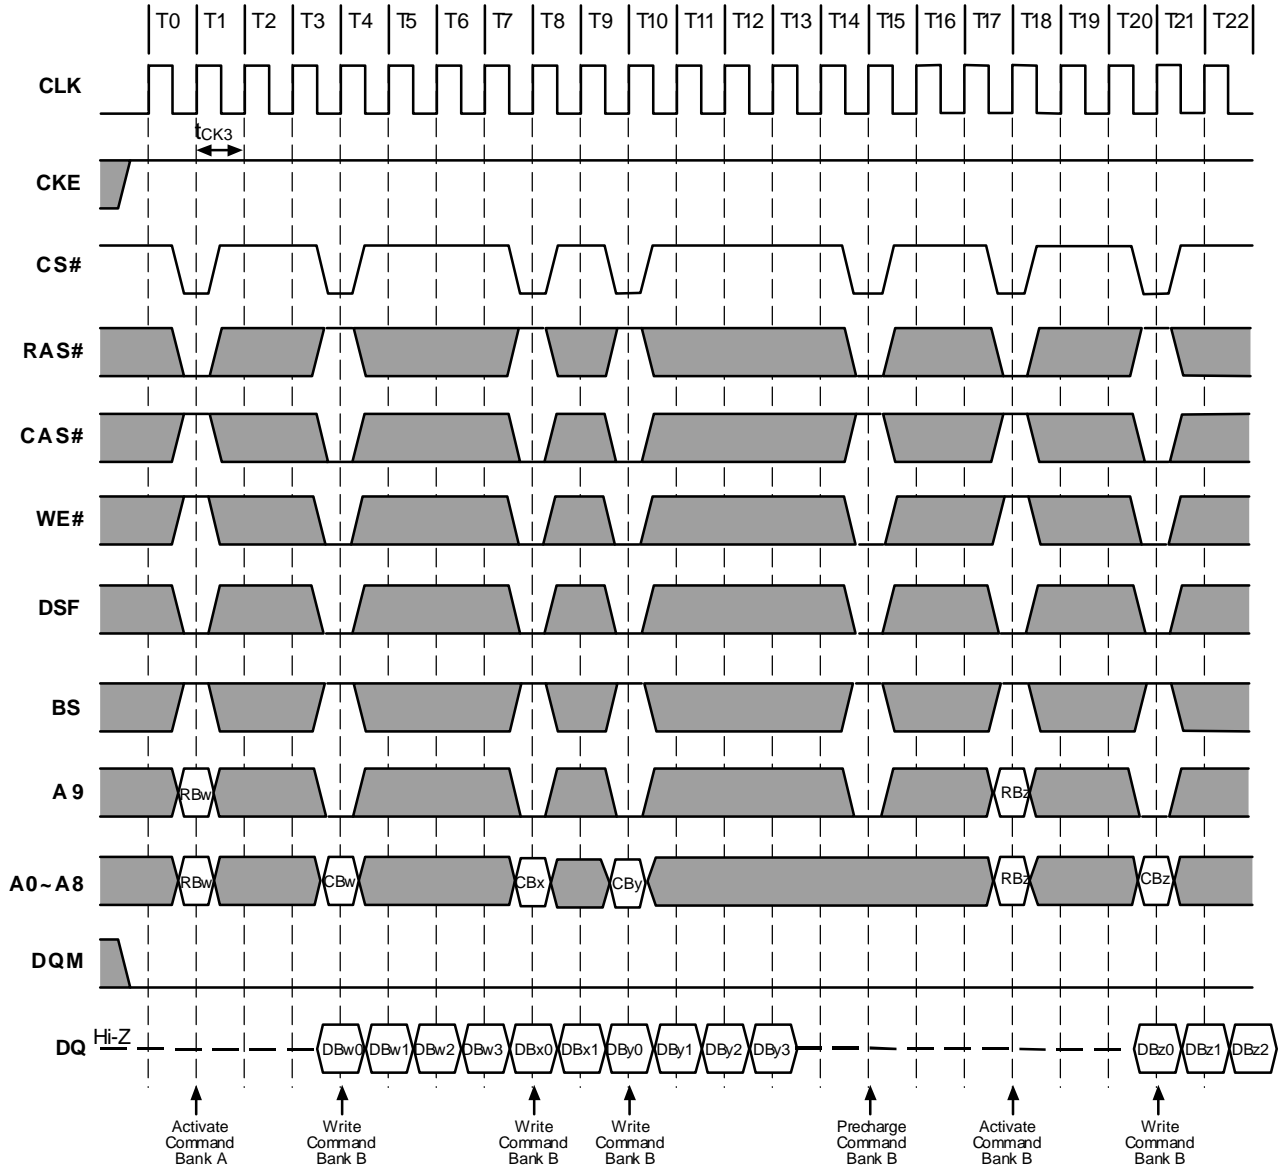 T0 T1 T2 T3 T4 T5 T6 T7 T8 T9 T10 T11 T12 T13 T14 T15 T16 T17 T18 T19 T20 T21 T22
CLK
tCK3
CKE
CS#
RAS#
CAS#
WE#
DSF
BS
A9 RBw RBz
A0~A8 RBw CBw CBx CBy RBz CBz
DQM
Hi-Z
DQ DBw0 DBw1 DBw2 DBw3 DBx0 DBx1 DBy0 DBy1 DBy2 DBy3 DBz0 DBz1 DBz2
Activate Write Write Write Precharge Activate Write
Command Command Command Command Command Command Command
Bank A Bank B Bank B Bank B Bank B Bank B Bank B